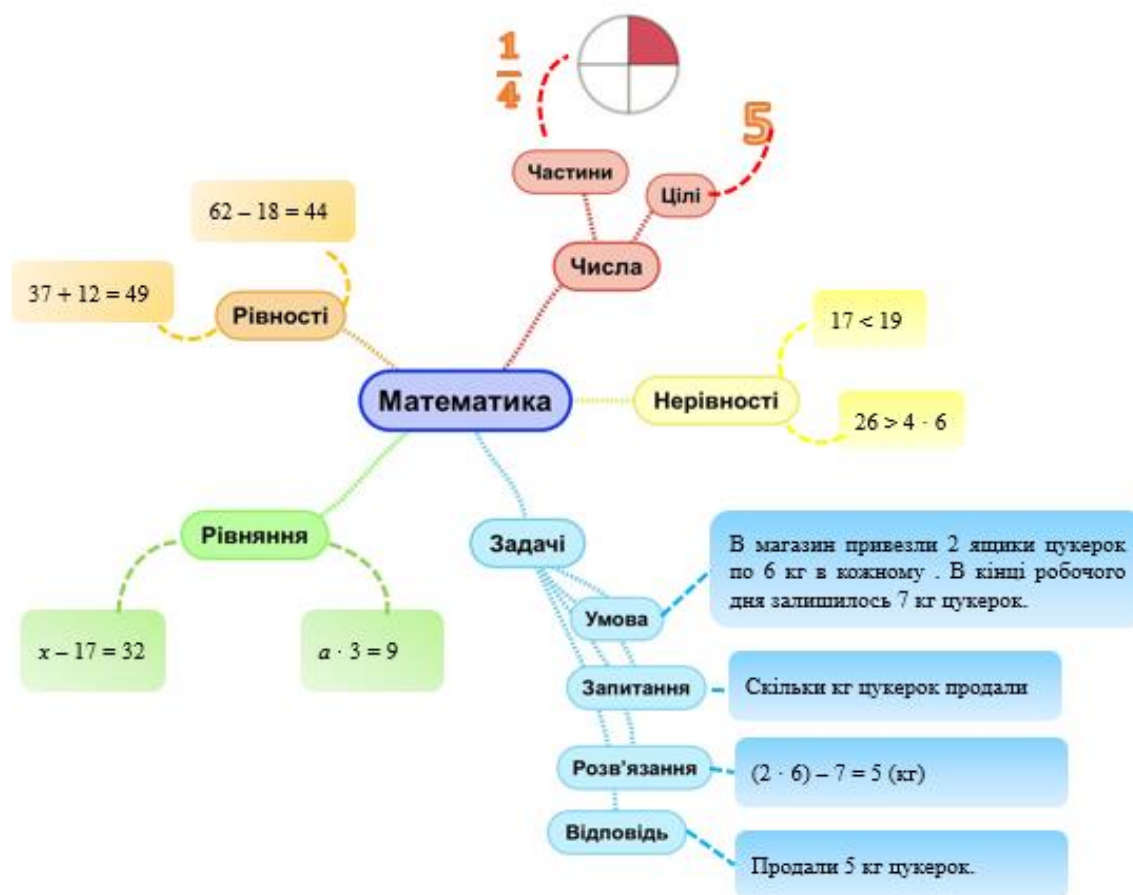 1
4
5
Частини
Цілі
Числа
62 – 18 = 44
37 + 12 = 49
Рівності
17 < 19
Математика
Нерівності
26 > 4 · 6
Рівняння
x – 17 = 32
a · 3 = 9
Задачі
Умова
В магазин привезли 2 ящики цукерок
по 6 кг в кожному . В кінці робочого
дня залишилось 7 кг цукерок.
Запитання
Скільки кг цукерок продали
Розв'язання
(2 · 6) – 7 = 5 (кг)
Відповідь
Продали 5 кг цукерок.